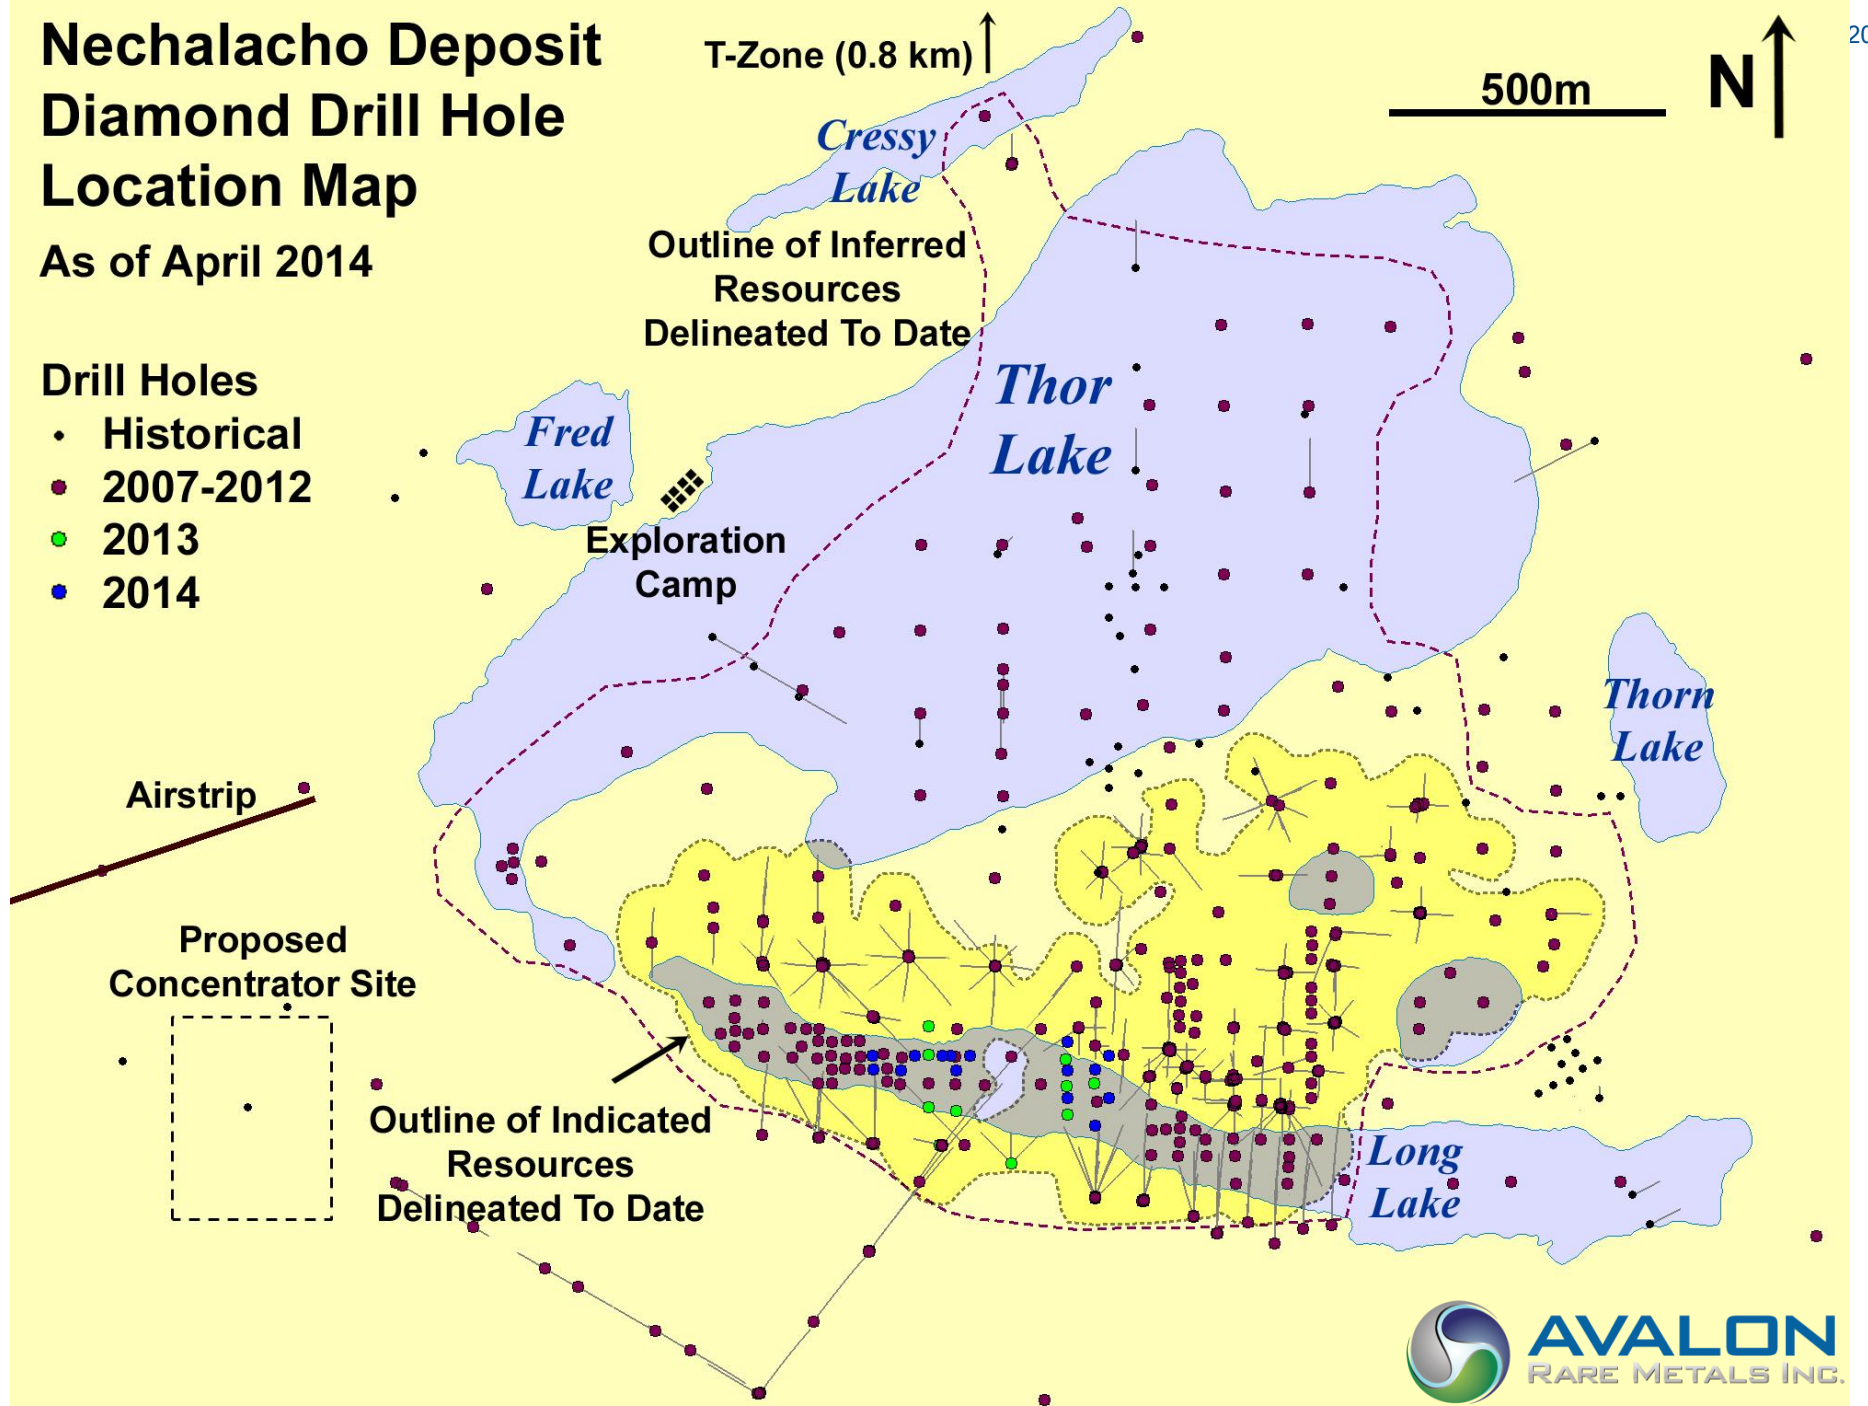 Nechalacho Deposit
Diamond Drill Hole
Location Map
As of April 2014
T-Zone (0.8 km)
500m
N
20
Cressy
Lake
Outline of Inferred
Resources
Delineated To Date
Drill Holes
Historical
2007-2012
2013
2014
Fred
Lake
Thor
Lake
Exploration
Camp
Thorn
Lake
Airstrip
Proposed
Concentrator Site
Outline of Indicated
Resources
Delineated To Date
Long
Lake
AVALON
RARE METALS INC.